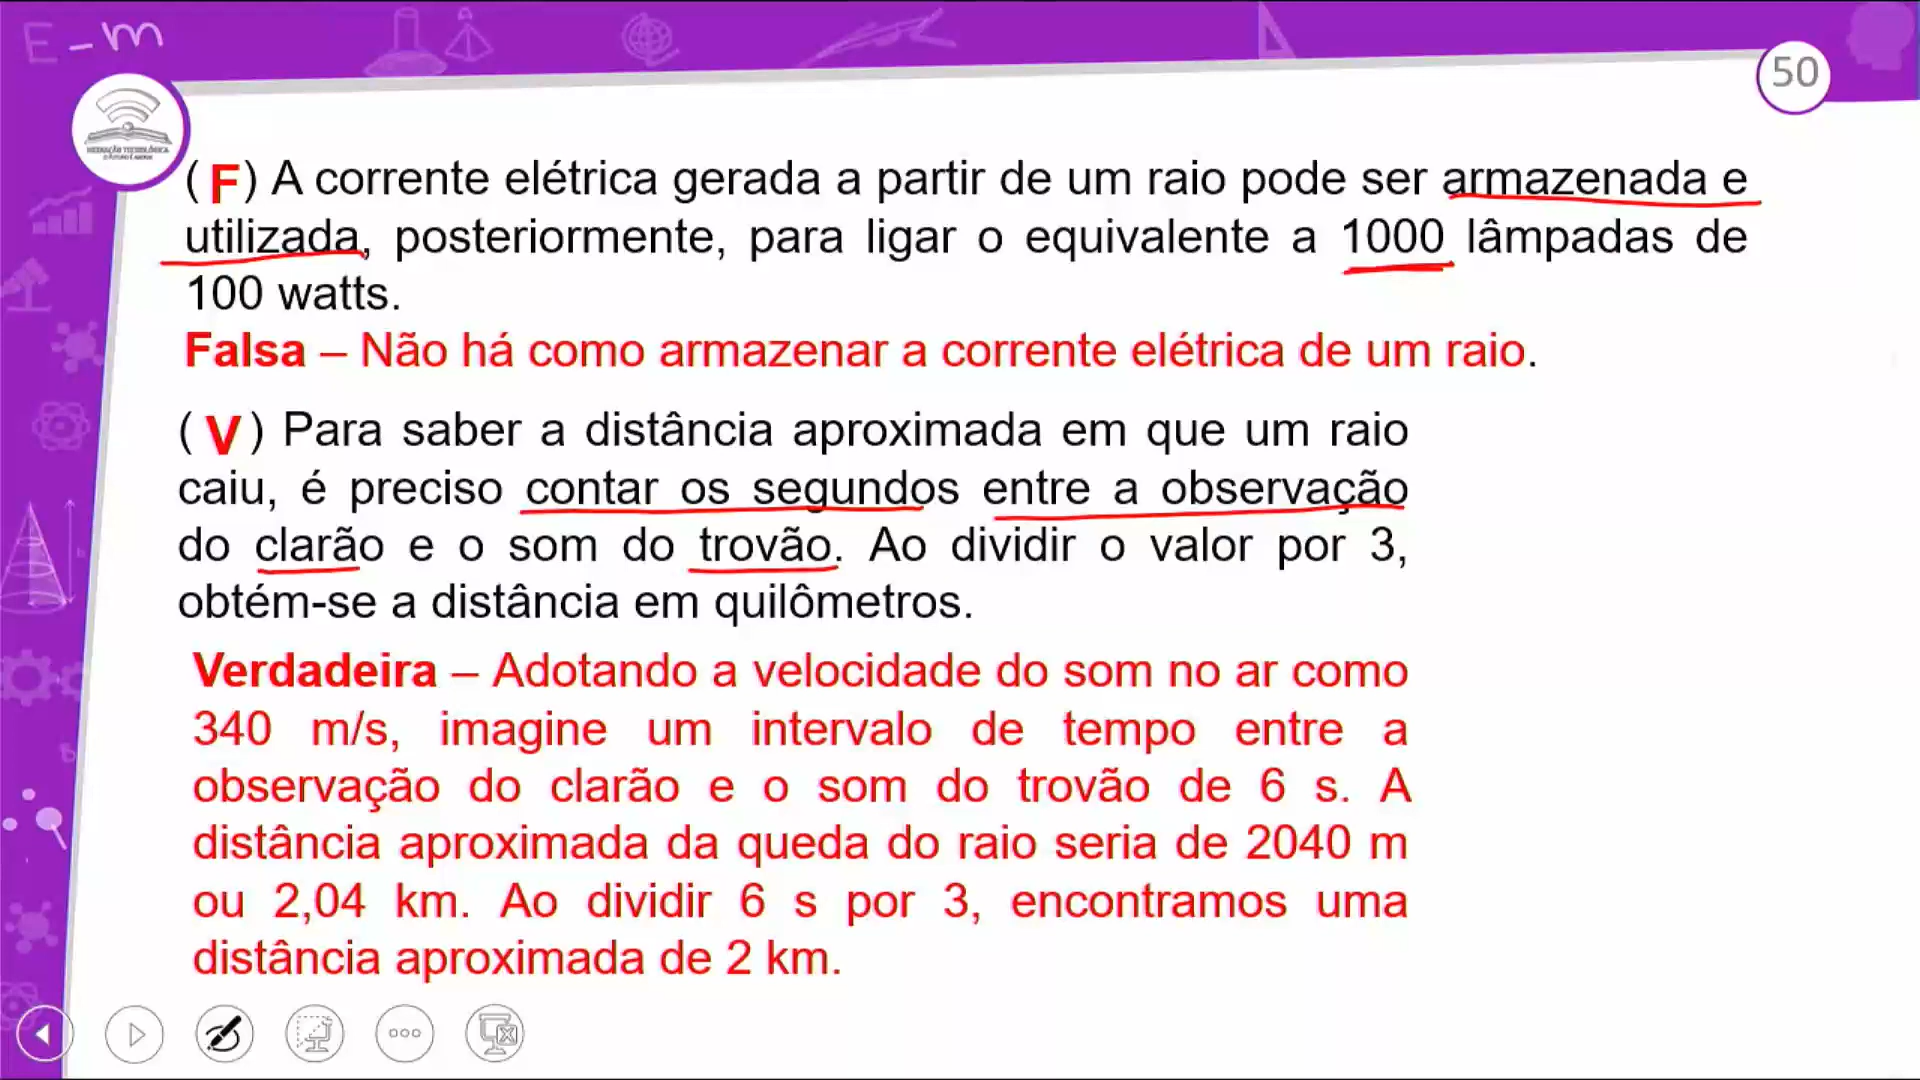 50
MEDIAÇÃO TECNOLÓGICA
( F ) A corrente elétrica gerada a partir de um raio pode ser armazenada e
utilizada, posteriormente, para ligar o equivalente a 1000 lâmpadas de
100 watts.
Falsa – Não há como armazenar a corrente elétrica de um raio.
( V ) Para saber a distância aproximada em que um raio
caiu, é preciso contar os segundos entre a observação
do clarão e o som do trovão. Ao dividir o valor por 3,
obtém-se a distância em quilômetros.
Verdadeira – Adotando a velocidade do som no ar como
340 m/s, imagine um intervalo de tempo entre a
observação do clarão e o som do trovão de 6 s. A
distância aproximada da queda do raio seria de 2040 m
ou 2,04 km. Ao dividir 6 s por 3, encontramos uma
distância aproximada de 2 km.